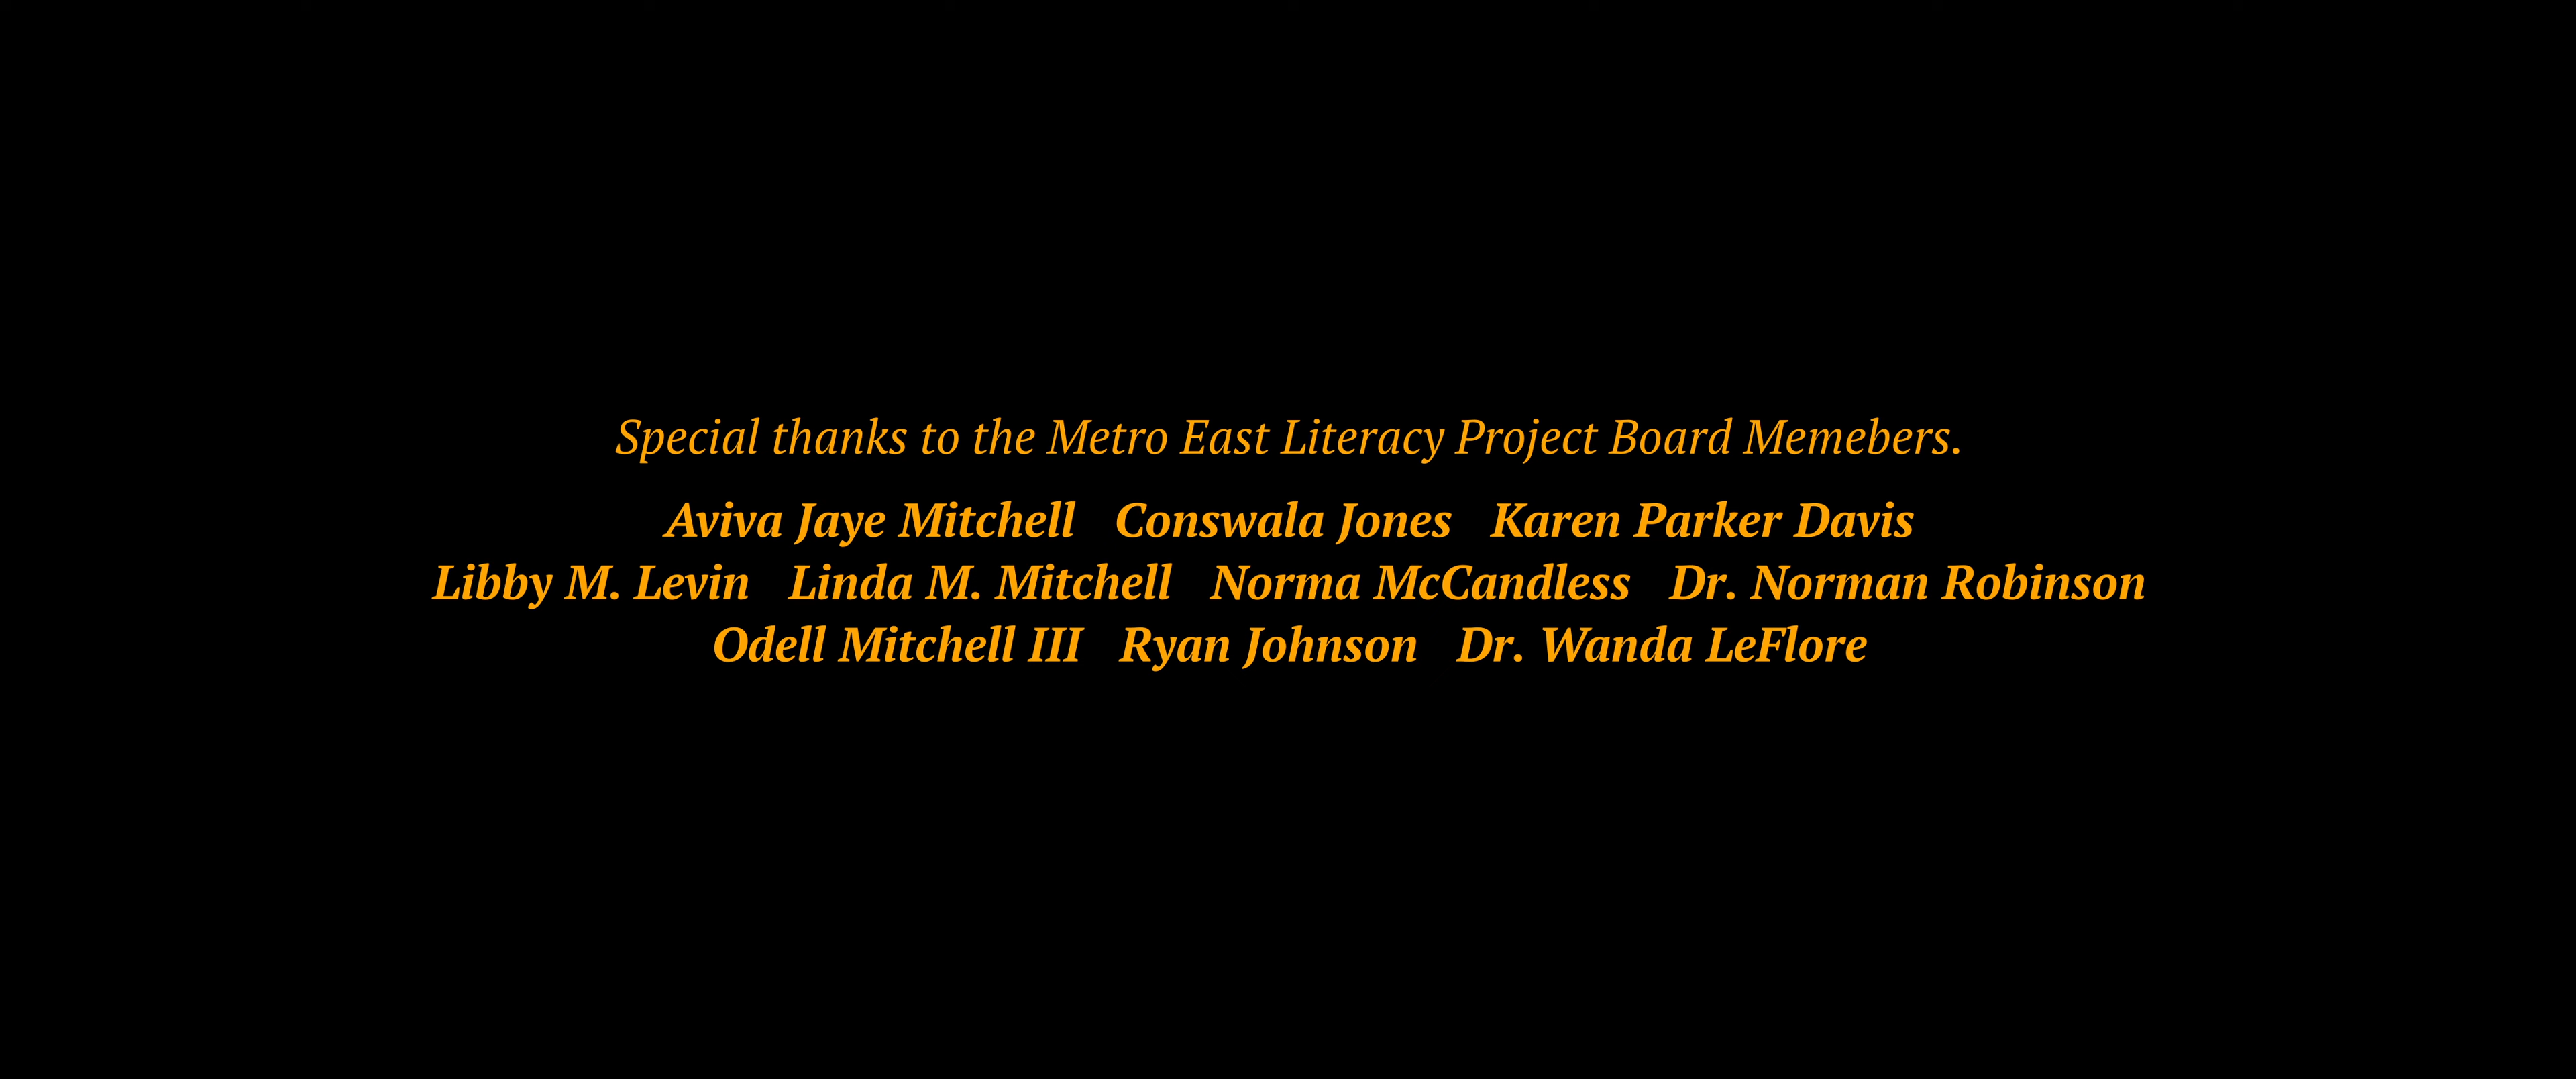 Special thanks to the Metro East Literacy Project Board Memebers.
Aviva Jaye Mitchell Conswala Jones Karen Parker Davis
Libby M. Levin Linda M. Mitchell Norma McCandless Dr. Norman Robinson
Odell Mitchell III Ryan Johnson Dr. Wanda LeFlore